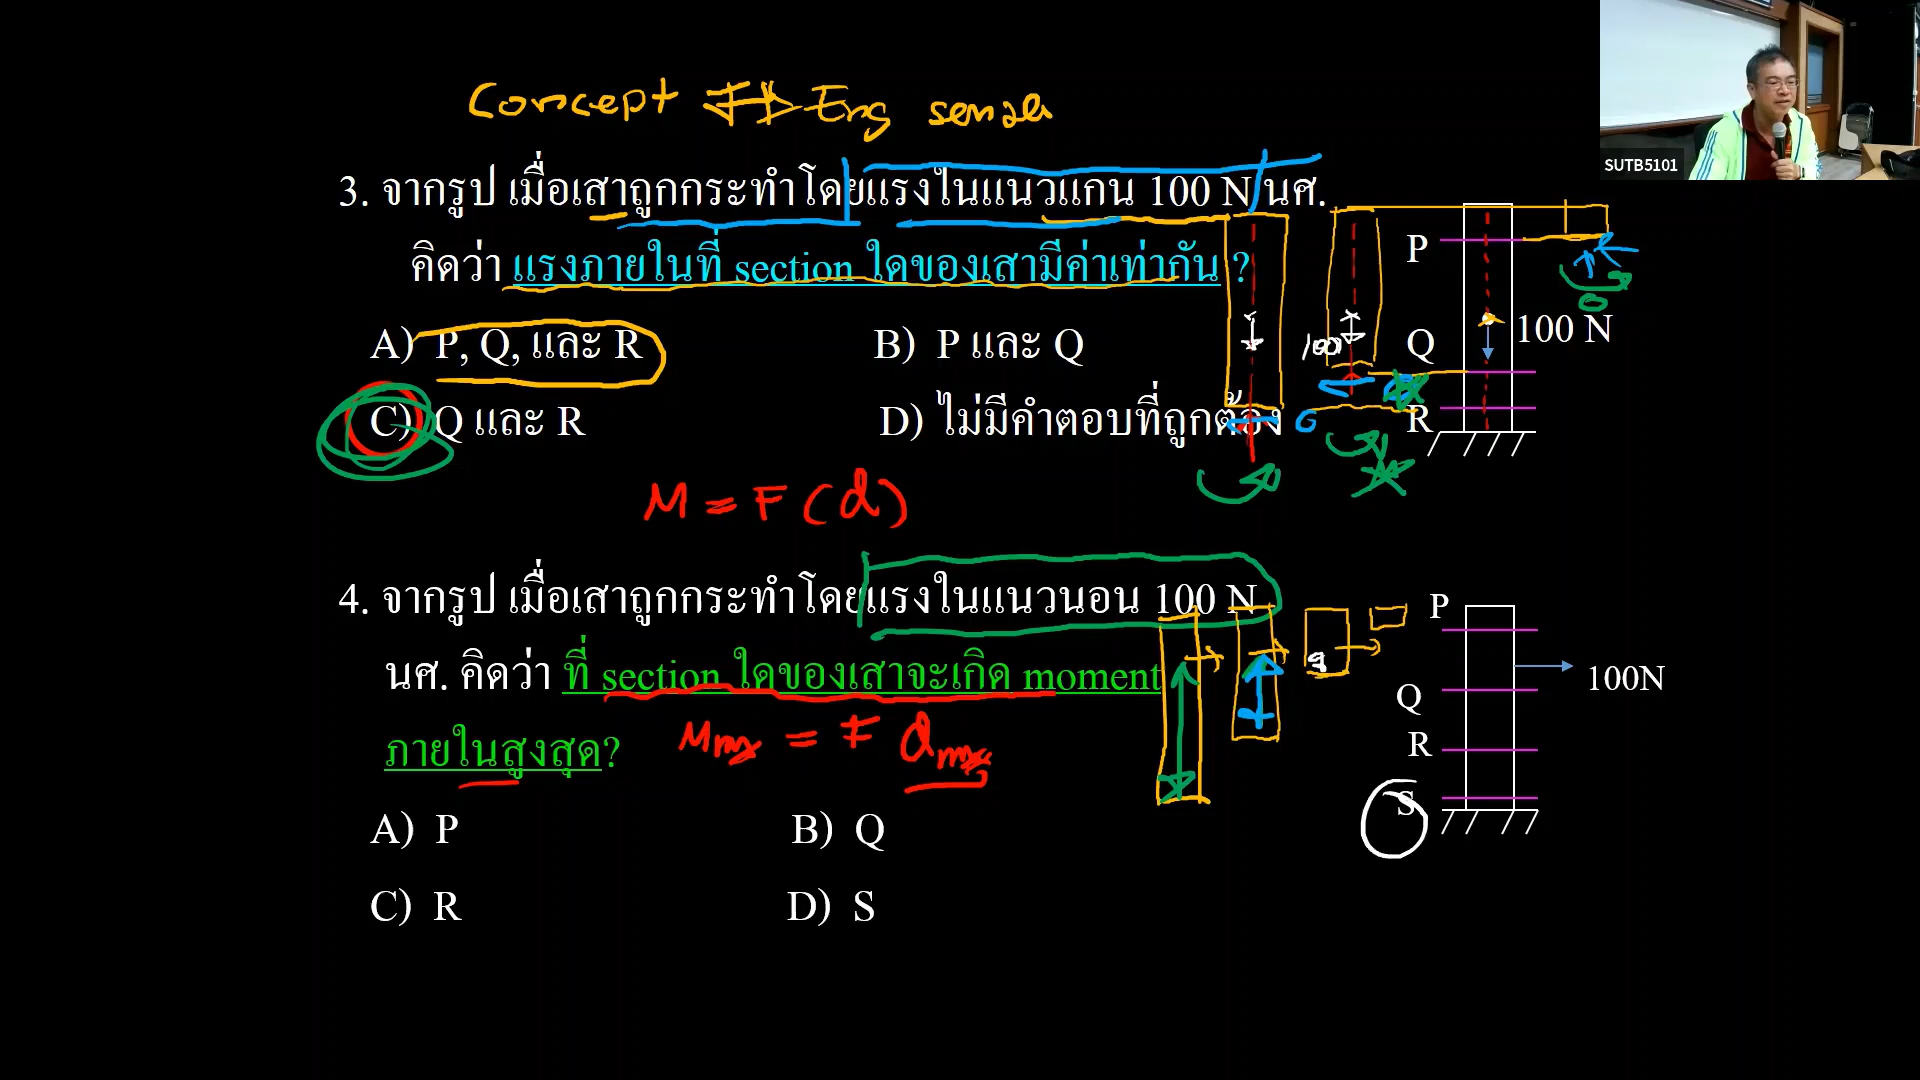 Concept Eng sense
SUTB5101
3. จากรูป เมื่อเสาถูกกระทำโดยแรงในแนวแกน 100 N นศ.
คิดว่า แรงภายในที่ section ใดของเสามีค่าเท่ากัน ?
A) P, Q, และ R
B) P และ Q
C) Q และ R
D) ไม่มีคำตอบที่ถูกต้อง
P
100 N
Q
R
100
M = F (d)
4. จากรูป เมื่อเสาถูกกระทำโดยแรงในแนวนอน 100 N
นศ. คิดว่า ที่ section ใดของเสาจะเกิด moment
ภายในสูงสุด?
A) P
B) Q
C) R
D) S
P
100N
Q
R
S